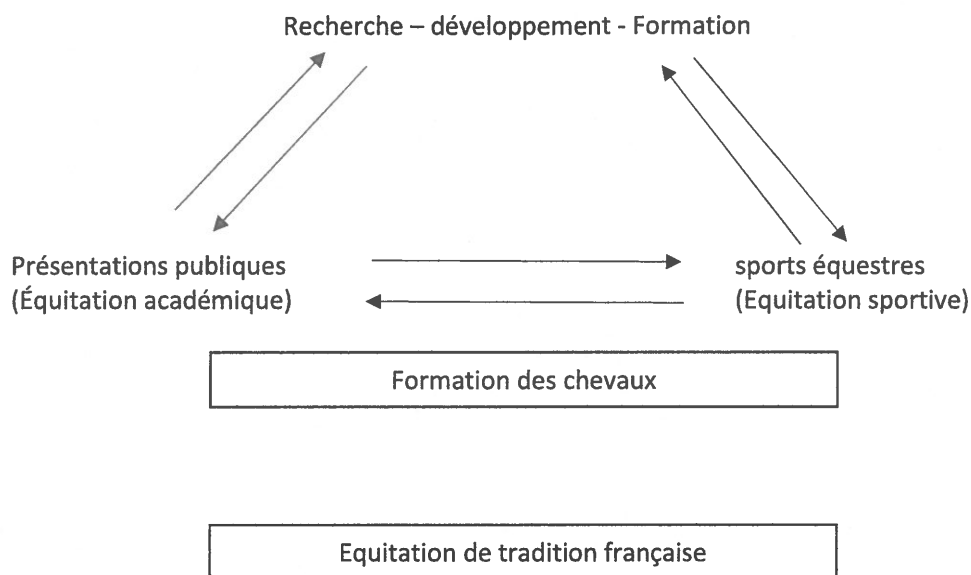 Recherche – développement - Formation
Présentations publiques
(Équitation académique)
sports équestres
(Equitation sportive)
Formation des chevaux
Equitation de tradition française